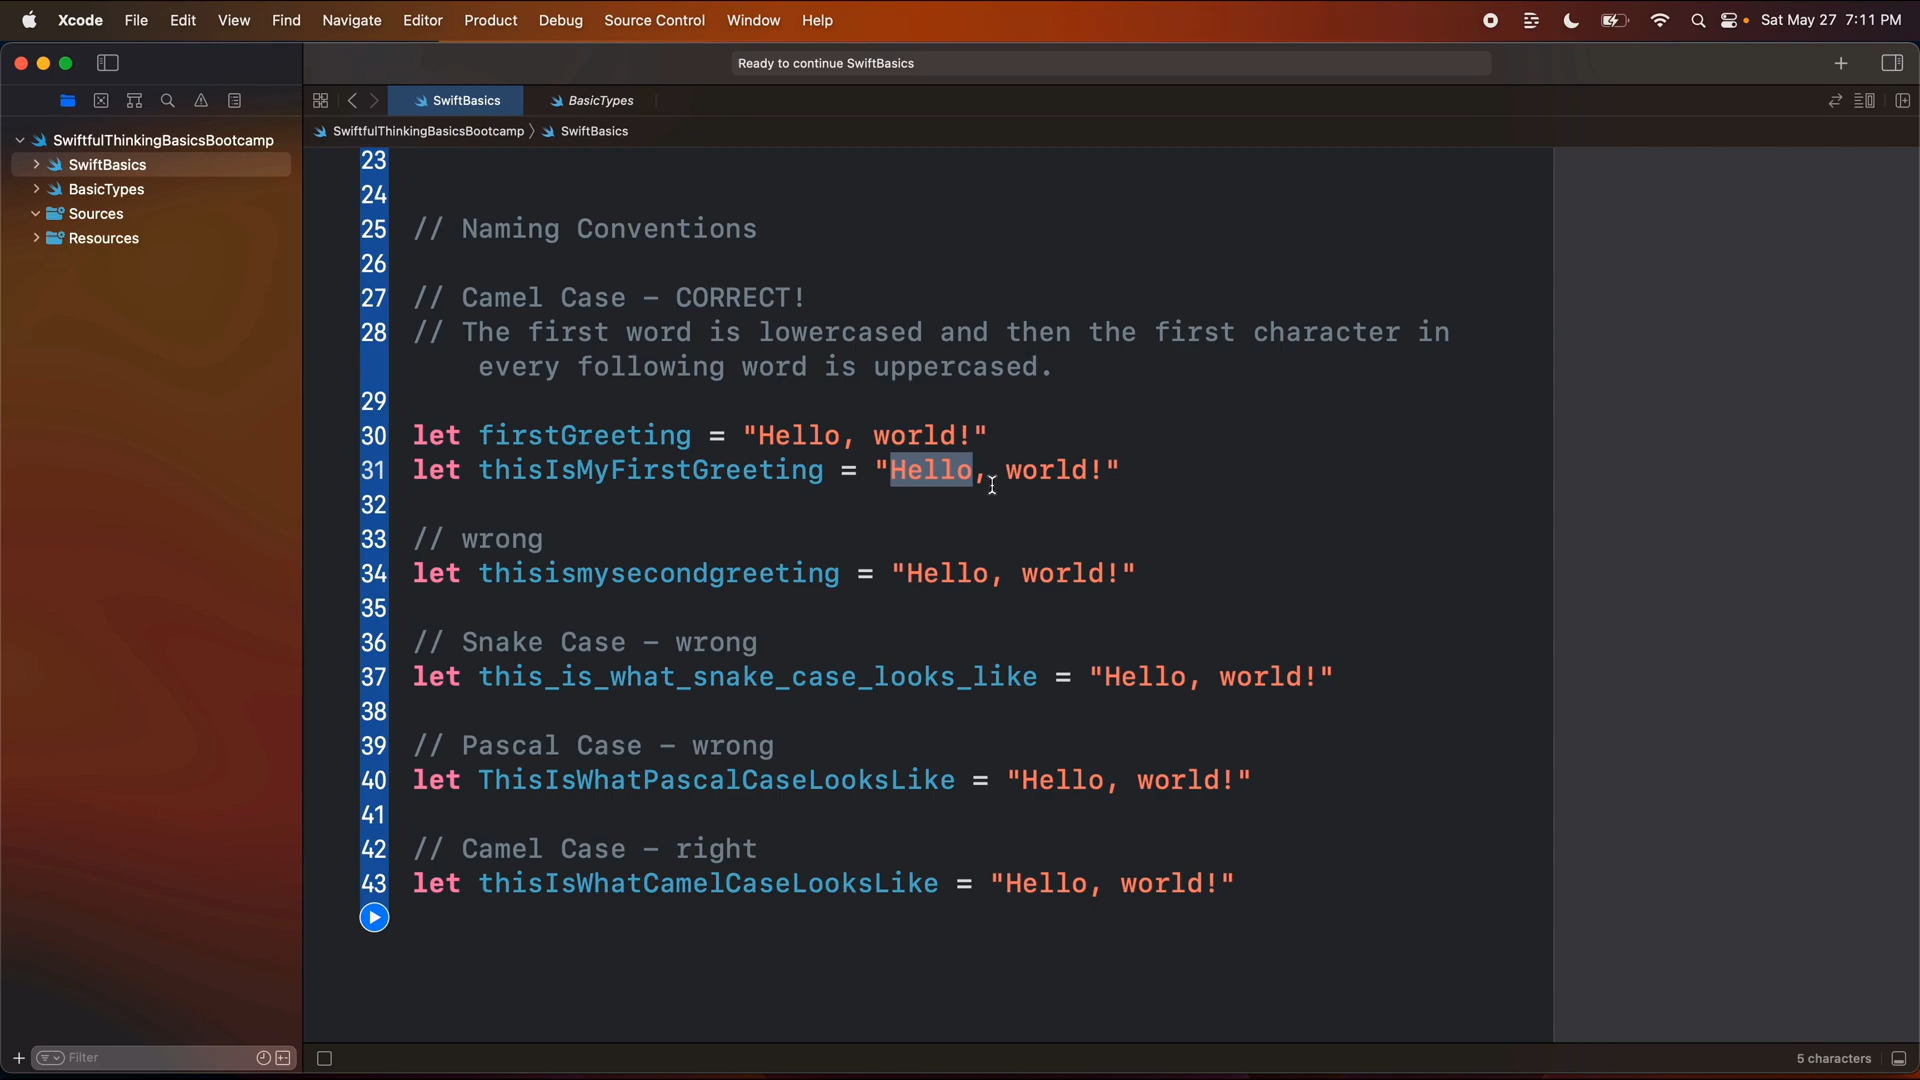 Xcode File Edit View Find Navigate Editor Product Debug Source Control Window Help Sat May 27 7:11 PM
Ready to continue SwiftBasics
SwiftBasics BasicTypes
SwiftfulThinkingBasicsBootcamp
SwiftBasics
BasicTypes
Sources
Resources
SwiftfulThinkingBasicsBootcamp SwiftBasics
23
24
25 // Naming Conventions
26
27 // Camel Case – CORRECT!
28 // The first word is lowercased and then the first character in
every following word is uppercased.
29
30 let firstGreeting = "Hello, world!"
31 let thisIsMyFirstGreeting = "Hello, world!"
32
33 // wrong
34 let thisismysecondgreeting = "Hello, world!"
35
36 // Snake Case – wrong
37 let this_is_what_snake_case_looks_like = "Hello, world!"
38
39 // Pascal Case – wrong
40 let ThisIsWhatPascalCaseLooksLike = "Hello, world!"
41
42 // Camel Case – right
43 let thisIsWhatCamelCaseLooksLike = "Hello, world!"
Filter
5 characters